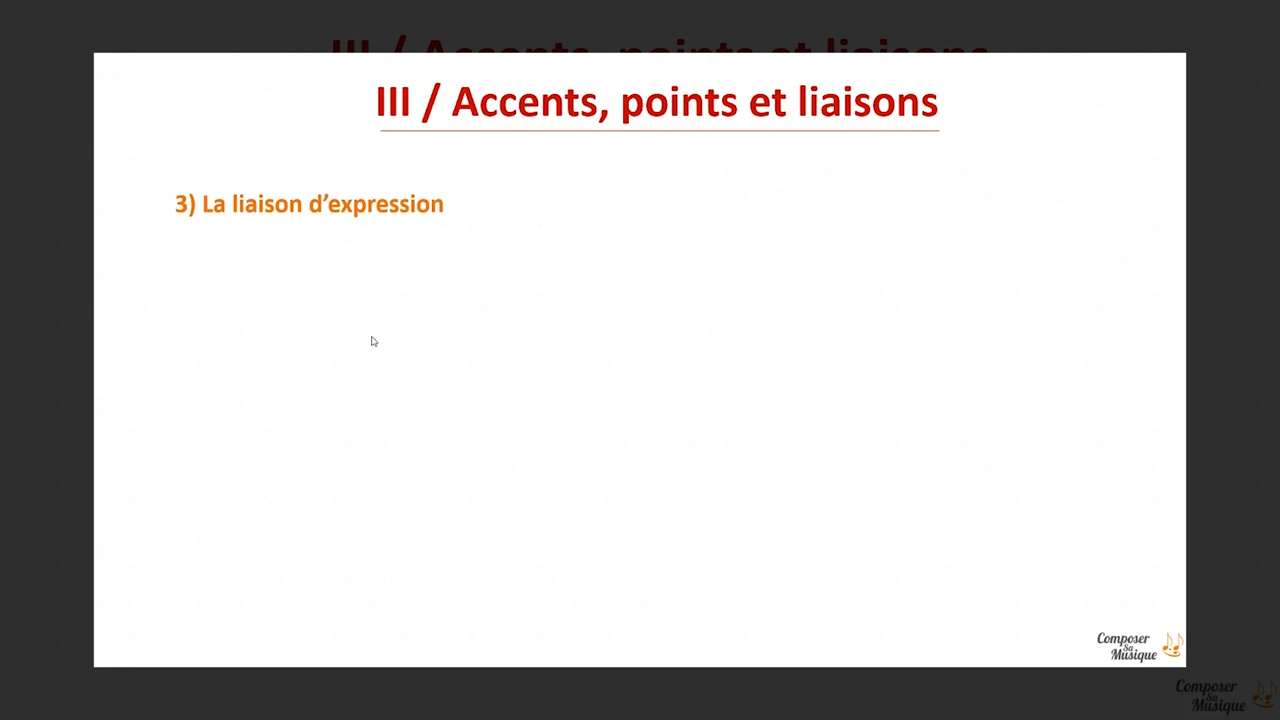 III / Accents, points et liaisons
III / Accents, points et liaisons
3) La liaison d’expression
Composer
Sa
Musique
Composer
Sa
Musique